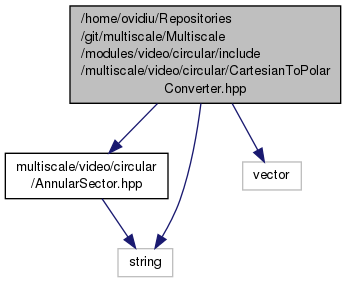 /home/ovidiu/Repositories
/git/multiscale/Multiscale
/modules/video/circular/include
/multiscale/video/circular/CartesianToPolar
Converter.hpp
multiscale/video/circular
/AnnularSector.hpp
vector
string